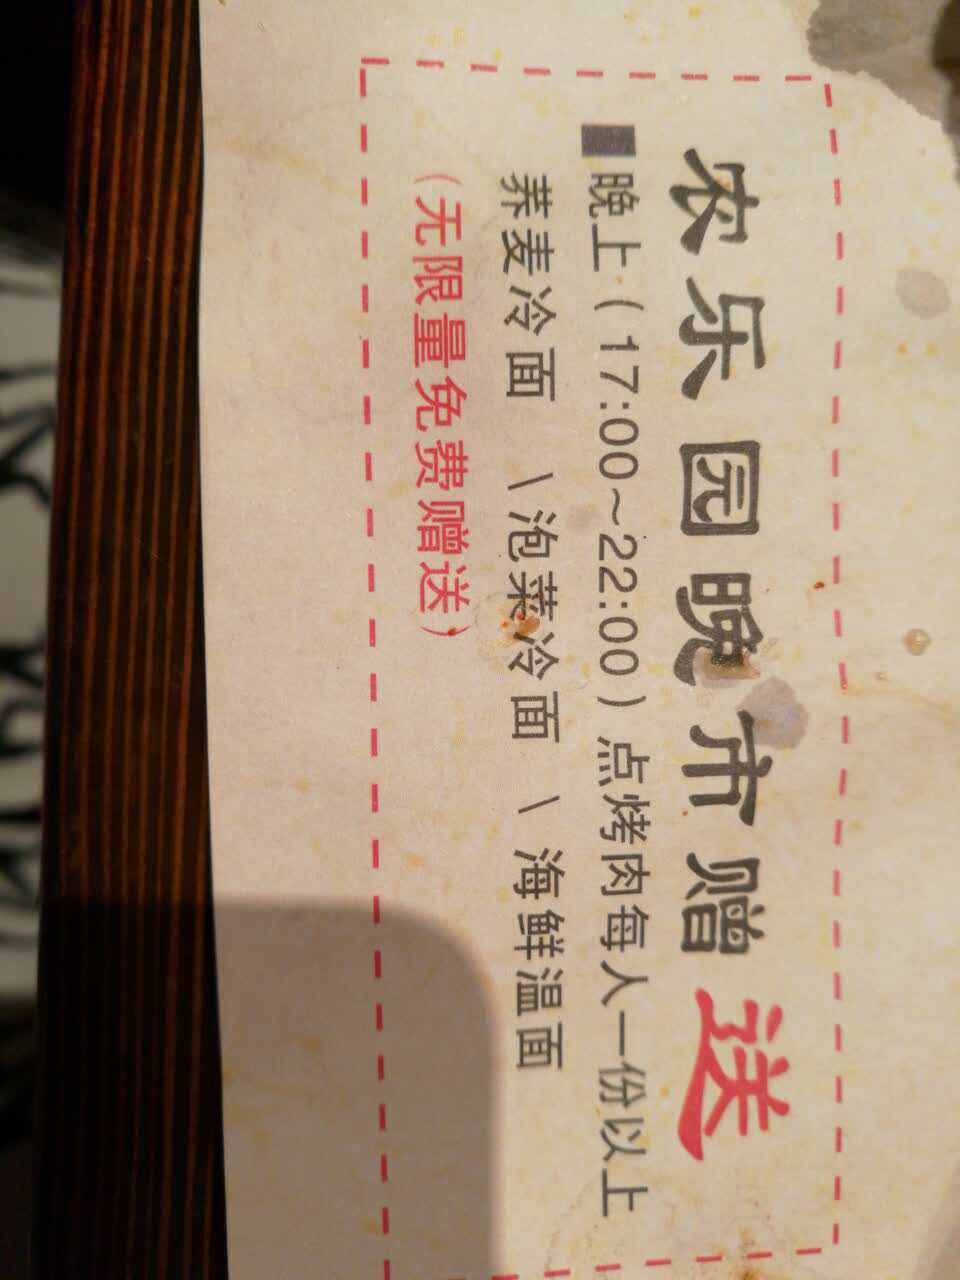 农乐园晚市赠送
■晚上（17:00~22:00）点烤肉每人一份以上
荞麦冷面 \ 泡菜冷面 \ 海鲜温面
（无限量免费赠送）